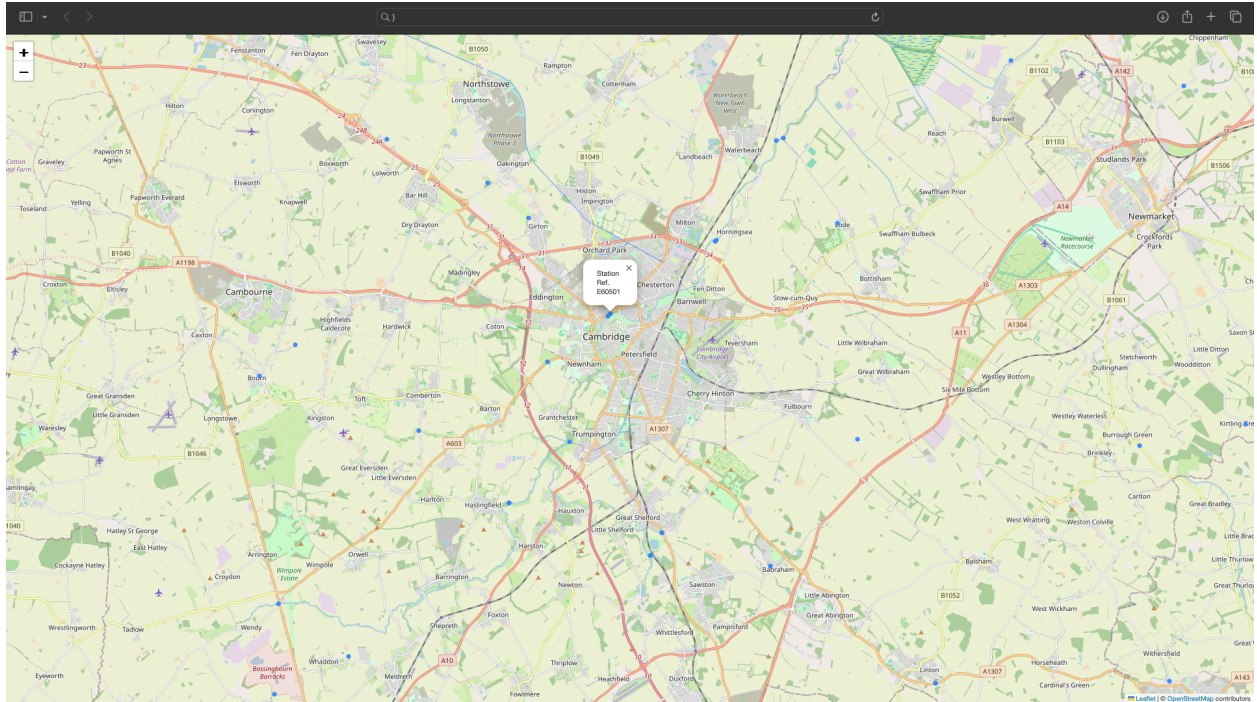 +
−
Swavesey
Chippenham
Fenstanton
Fen Drayton
B1050
Rampton
Cottenham
B1102
A142
Northstowe
Longstanton
Waterbeach
New Town
West
Hilton
Conington
24
24B
24A
Northstowe
Phase 3
Burwell
Reach
B1103
Studlands Park
Graveley
Papworth St
Agnes
Boxworth
Lolworth
Oakington
B1049
Landbeach
Waterbeach
B1506
Elsworth
Bar Hill
Histon
Impington
Swaffham Prior
Toseland
Yelling
Papworth Everard
Knapwell
Dry Drayton
Girton
Milton
Horningsea
Lode
Swaffham Bulbeck
A14
Newmarket
Crockfords
Park
Newmarket
Racecourse
B1040
A1198
Orchard Park
Madingley
Station
Ref.
E60501
Chesterton
Fen Ditton
Bottisham
A1303
Croxton
Eltisley
Cambourne
Eddington
Barnwell
Stow-cum-Quy
B1061
Highfields
Caldecote
Hardwick
Coton
Caxton
Cambridge
A11
A1304
Petersfield
Cambridge
City Airport
Teversham
Little Wilbraham
Little Ditton
Stetchworth
Woodditton
Dullingham
Newnham
Great Wilbraham
Westley Bottom
Six Mile Bottom
Bourn
Great Gransden
Little Gransden
Toft
Comberton
Barton
Cherry Hinton
Fulbourn
Longstowe
Kingston
Grantchester
Westley Waterless
Waresley
A603
A1307
Trumpington
Burrough Green
Brinkley
B1046
Great Eversden
Little Eversden
Harlton
Haslingfield
Hauxton
Great Shelford
Little Shelford
Carlton
Great Bradley
West Wratting
Weston Colville
Hatley St George
East Hatley
Arrington
Orwell
Harston
Cockayne Hatley
Wimpole
Wimpole
Estate
Croydon
Barrington
Newton
Babraham
Balsham
Sawston
Little Abington
Great Abington
B1052
West Wickham
Foxton
Wrestlingworth
Tadlow
Wendy
Shepreth
Whittlesford
Pampisford
Whaddon
Bassingbourn
Barracks
A10
Meldreth
Thriplow
Heathfield
Duxford
Linton
A1307
Horseheath
Withersfield
Eyeworth
Fowlmere
Cardinal's Green
A143
Leaflet | © OpenStreetMap contributors